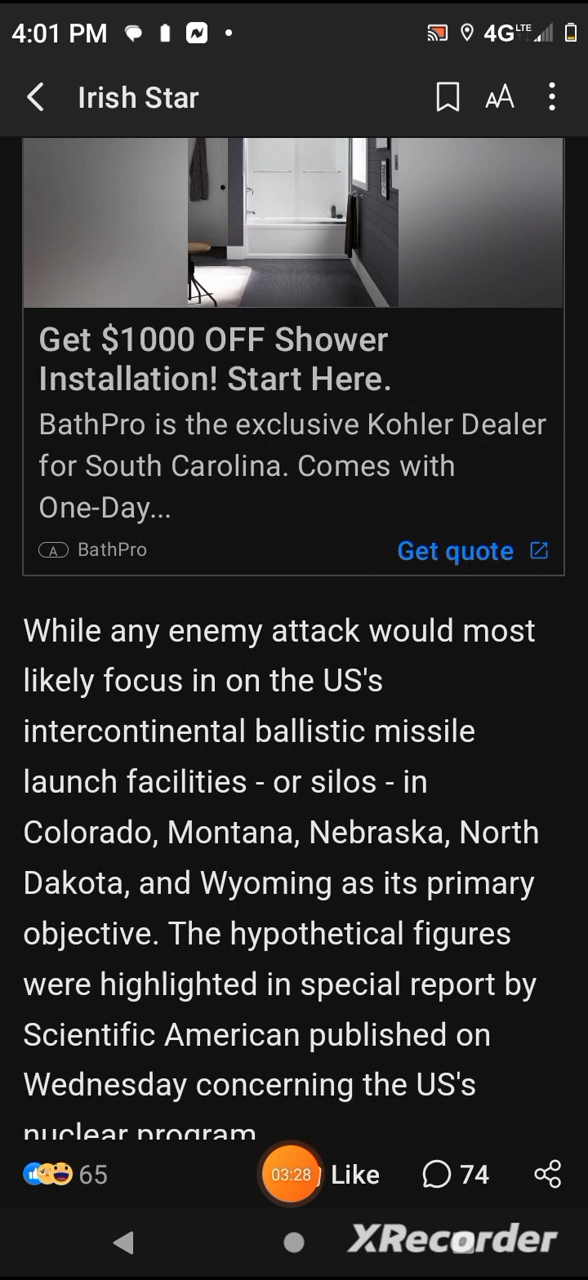 4:01 PM
4G LTE
Irish Star
AA
Get $1000 OFF Shower
Installation! Start Here.
BathPro is the exclusive Kohler Dealer
for South Carolina. Comes with
One-Day...
A BathPro
Get quote
While any enemy attack would most
likely focus in on the US's
intercontinental ballistic missile
launch facilities - or silos - in
Colorado, Montana, Nebraska, North
Dakota, and Wyoming as its primary
objective. The hypothetical figures
were highlighted in special report by
Scientific American published on
Wednesday concerning the US's
nuclear program
65
03:28
Like
74
XRecorder